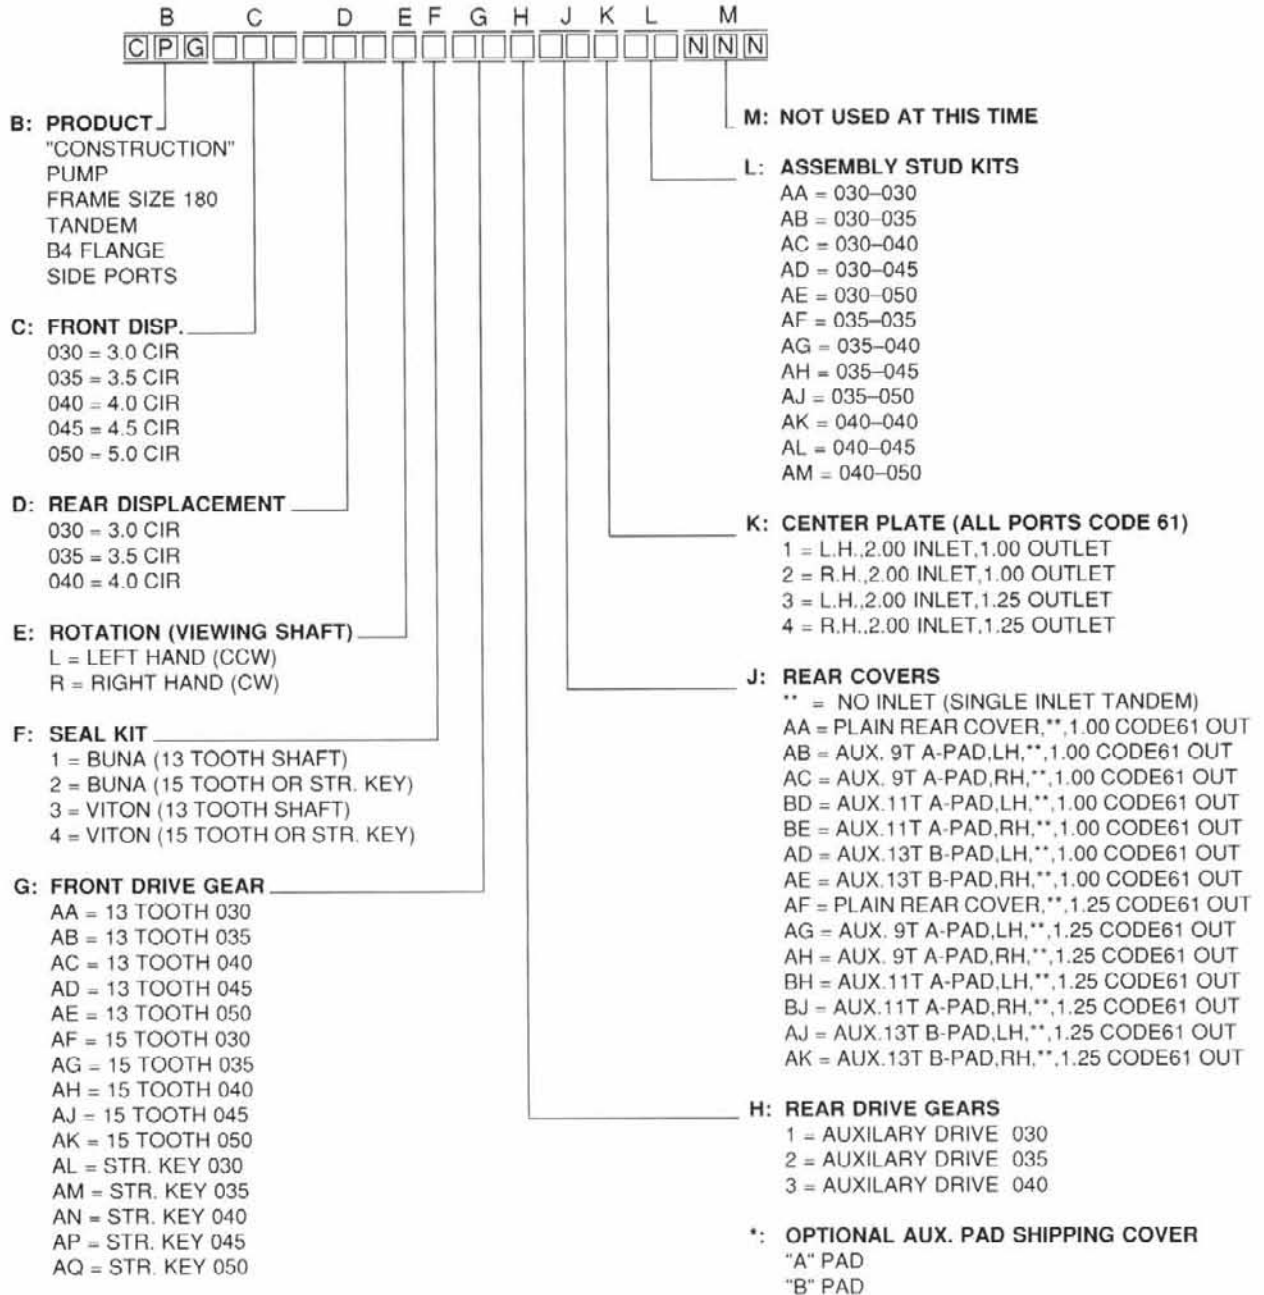 B C D E F G H J K L M
C P G N N N
B: PRODUCT
"CONSTRUCTION"
PUMP
FRAME SIZE 180
TANDEM
B4 FLANGE
SIDE PORTS
C: FRONT DISP.
030 = 3.0 CIR
035 = 3.5 CIR
040 = 4.0 CIR
045 = 4.5 CIR
050 = 5.0 CIR
D: REAR DISPLACEMENT
030 = 3.0 CIR
035 = 3.5 CIR
040 = 4.0 CIR
E: ROTATION (VIEWING SHAFT)
L = LEFT HAND (CCW)
R = RIGHT HAND (CW)
F: SEAL KIT
1 = BUNA (13 TOOTH SHAFT)
2 = BUNA (15 TOOTH OR STR. KEY)
3 = VITON (13 TOOTH SHAFT)
4 = VITON (15 TOOTH OR STR. KEY)
G: FRONT DRIVE GEAR
AA = 13 TOOTH 030
AB = 13 TOOTH 035
AC = 13 TOOTH 040
AD = 13 TOOTH 045
AE = 13 TOOTH 050
AF = 15 TOOTH 030
AG = 15 TOOTH 035
AH = 15 TOOTH 040
AJ = 15 TOOTH 045
AK = 15 TOOTH 050
AL = STR. KEY 030
AM = STR. KEY 035
AN = STR. KEY 040
AP = STR. KEY 045
AQ = STR. KEY 050
M: NOT USED AT THIS TIME
L: ASSEMBLY STUD KITS
AA = 030–030
AB = 030–035
AC = 030–040
AD = 030–045
AE = 030–050
AF = 035–035
AG = 035–040
AH = 035–045
AJ = 035–050
AK = 040–040
AL = 040–045
AM = 040–050
K: CENTER PLATE (ALL PORTS CODE 61)
1 = L.H.,2.00 INLET,1.00 OUTLET
2 = R.H.,2.00 INLET,1.00 OUTLET
3 = L.H.,2.00 INLET,1.25 OUTLET
4 = R.H.,2.00 INLET,1.25 OUTLET
J: REAR COVERS
** = NO INLET (SINGLE INLET TANDEM)
AA = PLAIN REAR COVER,**,1.00 CODE61 OUT
AB = AUX. 9T A-PAD,LH,**,1.00 CODE61 OUT
AC = AUX. 9T A-PAD,RH,**,1.00 CODE61 OUT
BD = AUX.11T A-PAD,LH,**,1.00 CODE61 OUT
BE = AUX.11T A-PAD,RH,**,1.00 CODE61 OUT
AD = AUX.13T B-PAD,LH,**,1.00 CODE61 OUT
AE = AUX.13T B-PAD,RH,**,1.00 CODE61 OUT
AF = PLAIN REAR COVER,**,1.25 CODE61 OUT
AG = AUX. 9T A-PAD,LH,**,1.25 CODE61 OUT
AH = AUX. 9T A-PAD,RH,**,1.25 CODE61 OUT
BH = AUX.11T A-PAD,LH,**,1.25 CODE61 OUT
BJ = AUX.11T A-PAD,RH,**,1.25 CODE61 OUT
AJ = AUX.13T B-PAD,LH,**,1.25 CODE61 OUT
AK = AUX.13T B-PAD,RH,**,1.25 CODE61 OUT
H: REAR DRIVE GEARS
1 = AUXILARY DRIVE 030
2 = AUXILARY DRIVE 035
3 = AUXILARY DRIVE 040
*: OPTIONAL AUX. PAD SHIPPING COVER
"A" PAD
"B" PAD